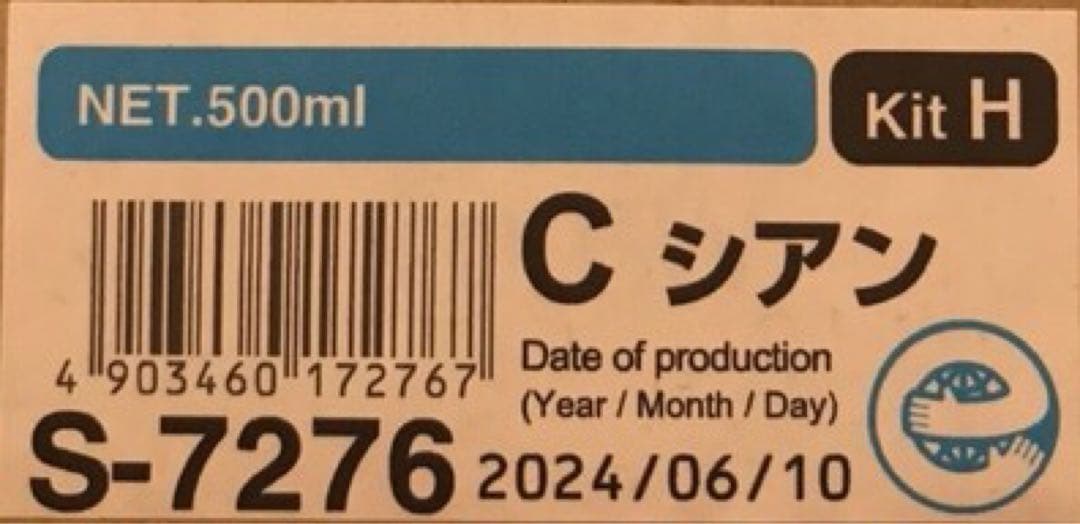 NET.500ml
Kit H
C シアン
4 903460 172767
Date of production
(Year / Month / Day)
S-7276
2024/06/10